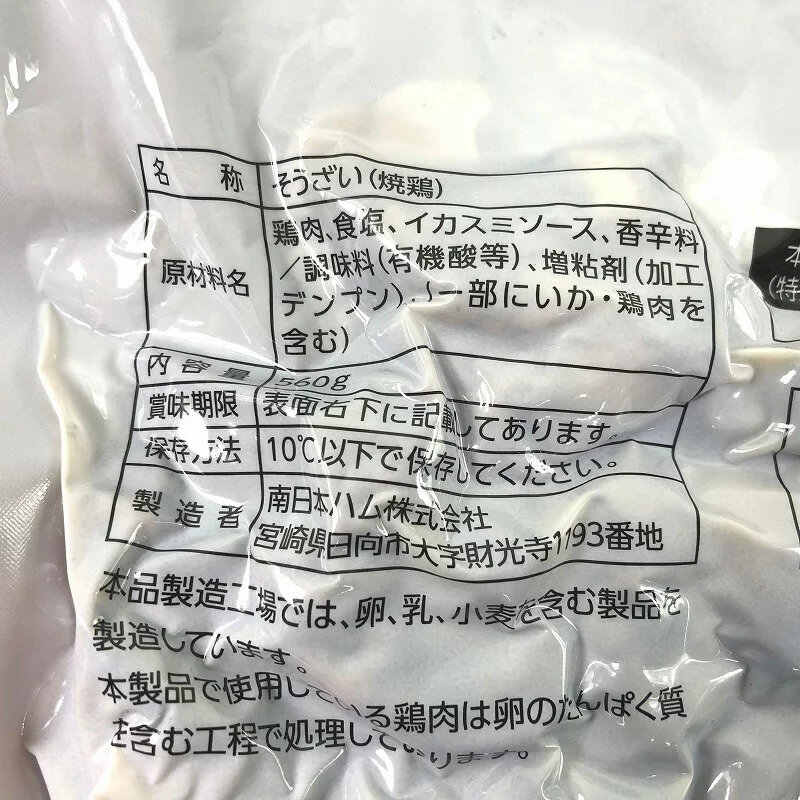 名 称 そうざい(焼鶏)
原材料名 鶏肉、食塩、イカスミソース、香辛料
／調味料(有機酸等)、増粘剤(加工
デンプン)、(一部にいか・鶏肉を
含む)
内容量 560g
賞味期限 表面右下に記載してあります。
保存方法 10℃以下で保存してください。
製造者 南日本ハム株式会社
宮崎県日向市大字財光寺1193番地
本品製造工場では、卵、乳、小麦を含む製品を
製造しています。
本製品で使用している鶏肉は卵のたんぱく質
を含む工程で処理しております。
本
(特